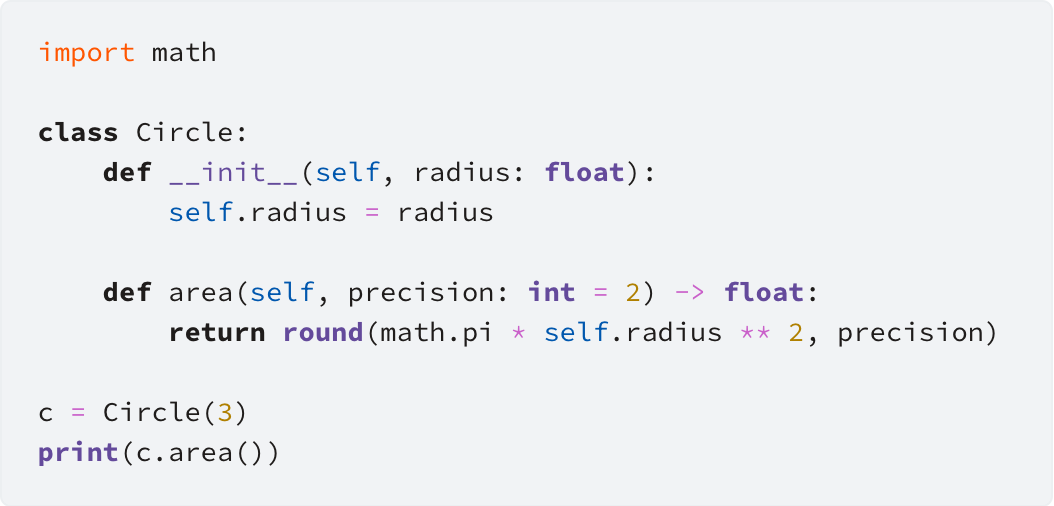 import math

class Circle:
    def __init__(self, radius: float):
        self.radius = radius

    def area(self, precision: int = 2) -> float:
        return round(math.pi * self.radius ** 2, precision)

c = Circle(3)
print(c.area())